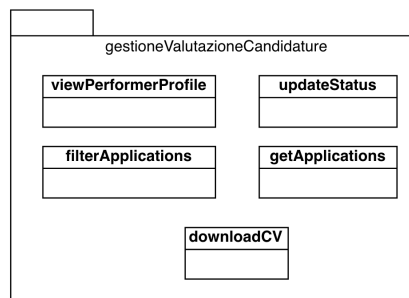 gestioneValutazioneCandidature
viewPerformerProfile
updateStatus
filterApplications
getApplications
downloadCV